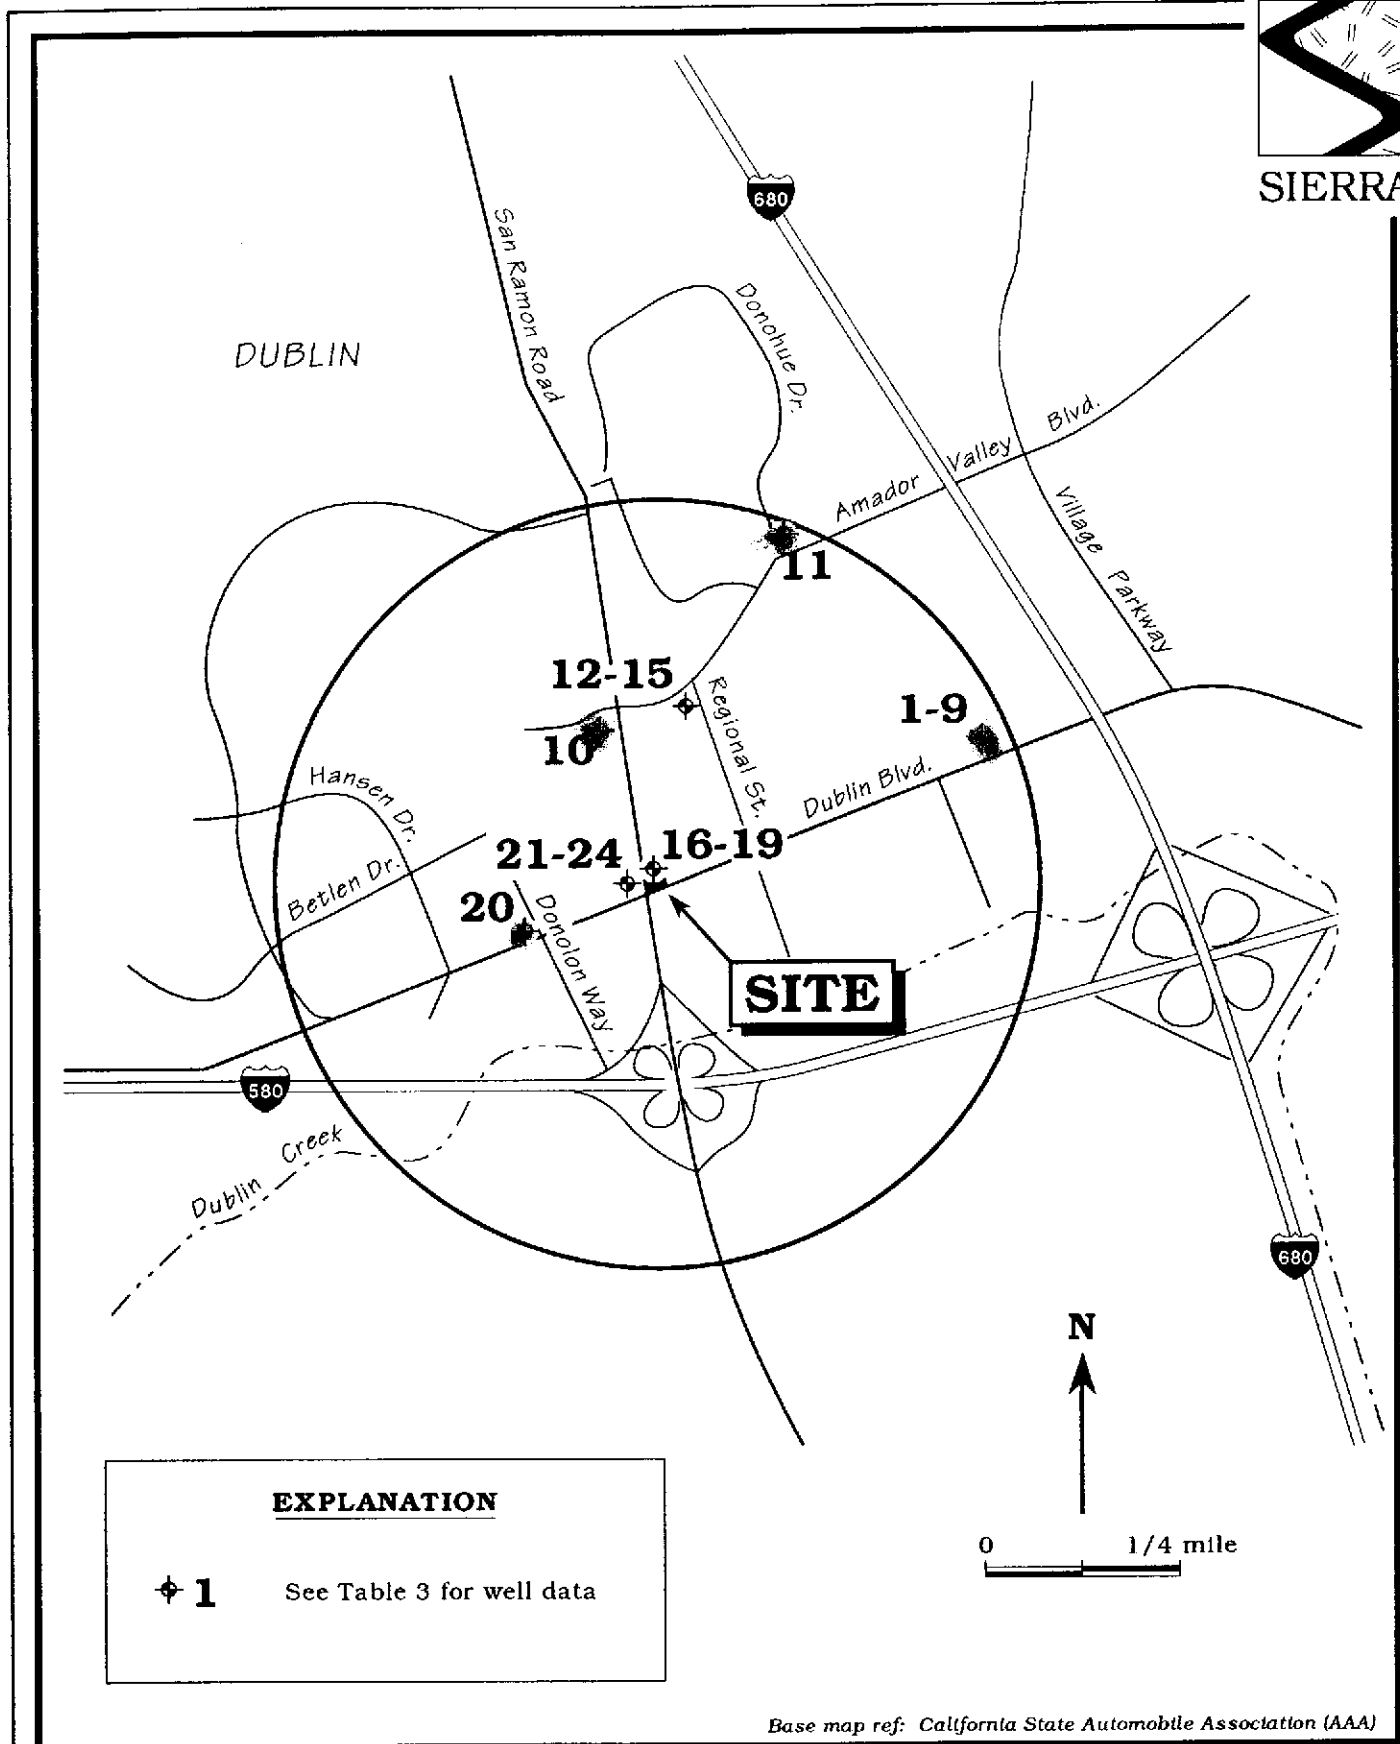 SIERRA
680
San Ramon Road
Donohue Dr.
DUBLIN
Amador Valley Blvd.
Village Parkway
11
12-15
Regional St.
1-9
10
Hansen Dr.
Dublin Blvd.
21-24
16-19
Betlen Dr.
20
Donolon Way
SITE
580
Dublin Creek
680
N
0 1/4 mile
EXPLANATION
1 See Table 3 for well data
Base map ref: California State Automobile Association (AAA)